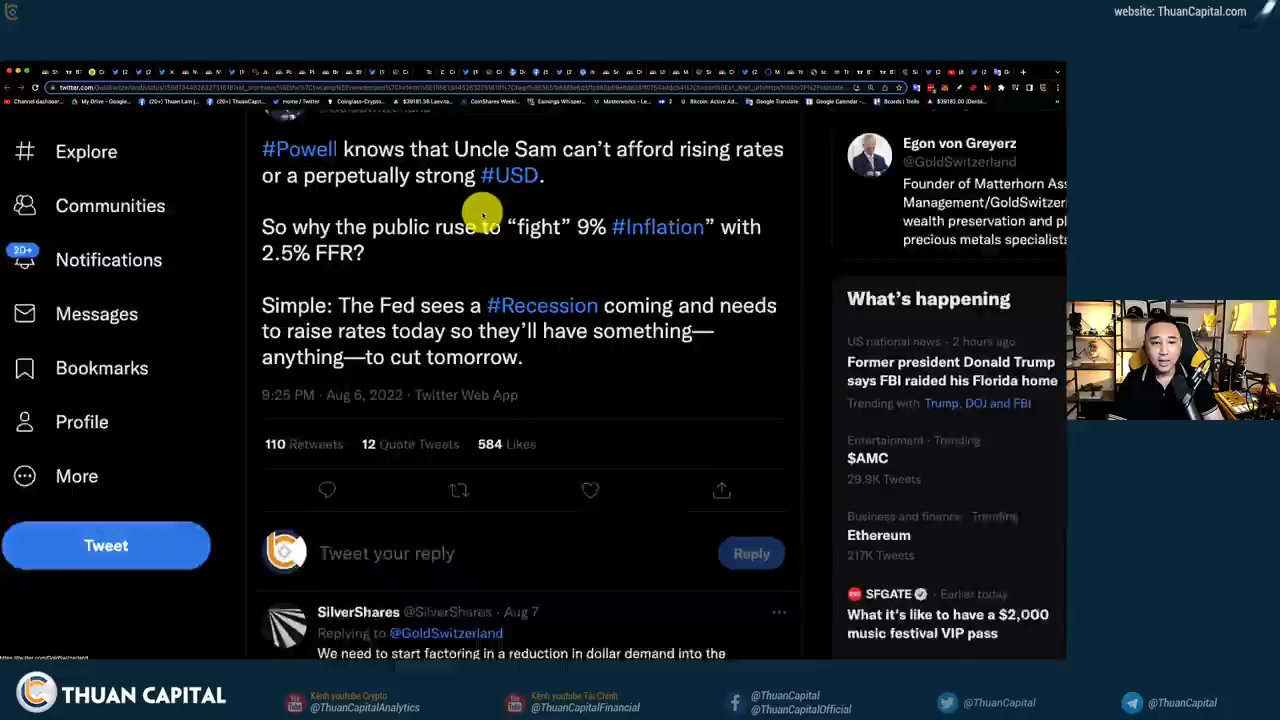 website: ThuanCapital.com
#Powell knows that Uncle Sam can't afford rising rates
or a perpetually strong #USD.
So why the public ruse to “fight” 9% #Inflation” with
2.5% FFR?
Simple: The Fed sees a #Recession coming and needs
to raise rates today so they'll have something—
anything—to cut tomorrow.
9:25 PM · Aug 6, 2022 · Twitter Web App
110 Retweets 12 Quote Tweets 584 Likes
Tweet your reply
Reply
SilverShares @SilverShares · Aug 7
Replying to @GoldSwitzerland
We need to start factoring in a reduction in dollar demand into the
Explore
Communities
20+
Notifications
Messages
Bookmarks
Profile
More
Tweet
Egon von Greyerz
@GoldSwitzerland
Founder of Matterhorn Ass
Management/GoldSwitzer
wealth preservation and pl
precious metals specialists
What's happening
US national news · 2 hours ago
Former president Donald Trump
says FBI raided his Florida home
Trending with Trump, DOJ and FBI
Entertainment · Trending
$AMC
29.9K Tweets
Business and finance · Trending
Ethereum
217K Tweets
SFGATE · Earlier today
What it's like to have a $2,000
music festival VIP pass
THUAN CAPITAL
Kênh youtube Crypto
@ThuanCapitalAnalytics
Kênh youtube Tài Chính
@ThuanCapitalFinancial
@ThuanCapital
@ThuanCapitalOfficial
@ThuanCapital
@ThuanCapital